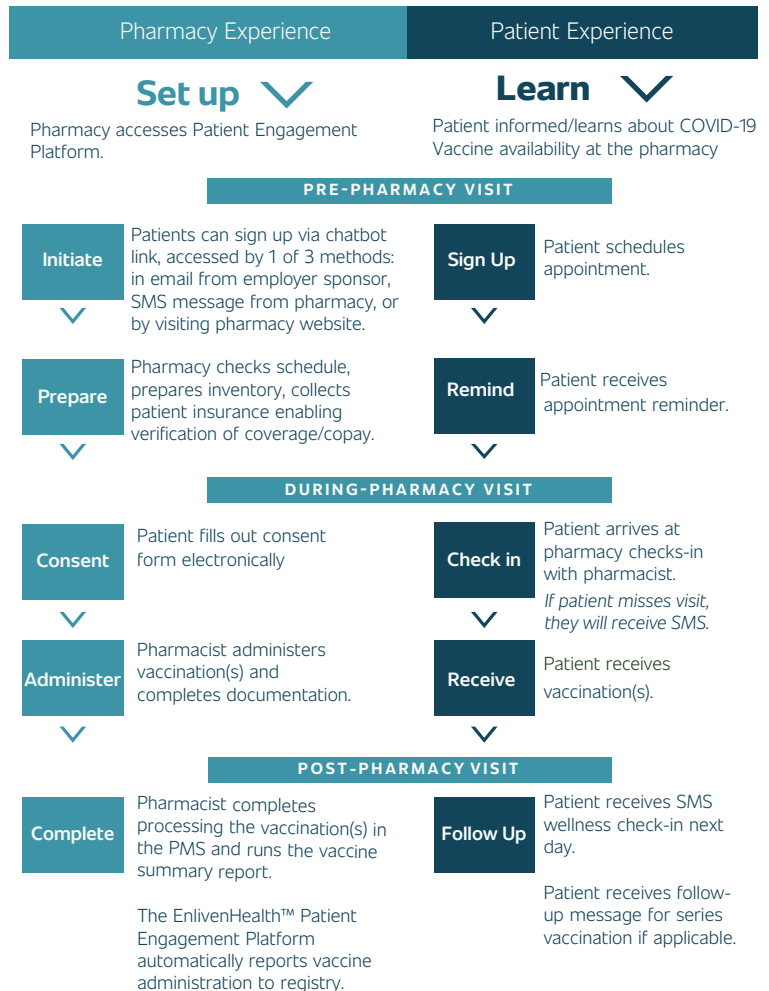 Pharmacy Experience
Patient Experience
Set up
Learn
Pharmacy accesses Patient Engagement
Platform.
Patient informed/learns about COVID-19
Vaccine availability at the pharmacy
PRE-PHARMACY VISIT
Initiate
Patients can sign up via chatbot
link, accessed by 1 of 3 methods:
in email from employer sponsor,
SMS message from pharmacy, or
by visiting pharmacy website.
Sign Up
Patient schedules
appointment.
Prepare
Pharmacy checks schedule,
prepares inventory, collects
patient insurance enabling
verification of coverage/copay.
Remind
Patient receives
appointment reminder.
DURING-PHARMACY VISIT
Consent
Patient fills out consent
form electronically
Check in
Patient arrives at
pharmacy checks-in
with pharmacist.
If patient misses visit,
they will receive SMS.
Administer
Pharmacist administers
vaccination(s) and
completes documentation.
Receive
Patient receives
vaccination(s).
POST-PHARMACY VISIT
Complete
Pharmacist completes
processing the vaccination(s) in
the PMS and runs the vaccine
summary report.
The EnlivenHealth™ Patient
Engagement Platform
automatically reports vaccine
administration to registry.
Follow Up
Patient receives SMS
wellness check-in next
day.
Patient receives follow-
up message for series
vaccination if applicable.